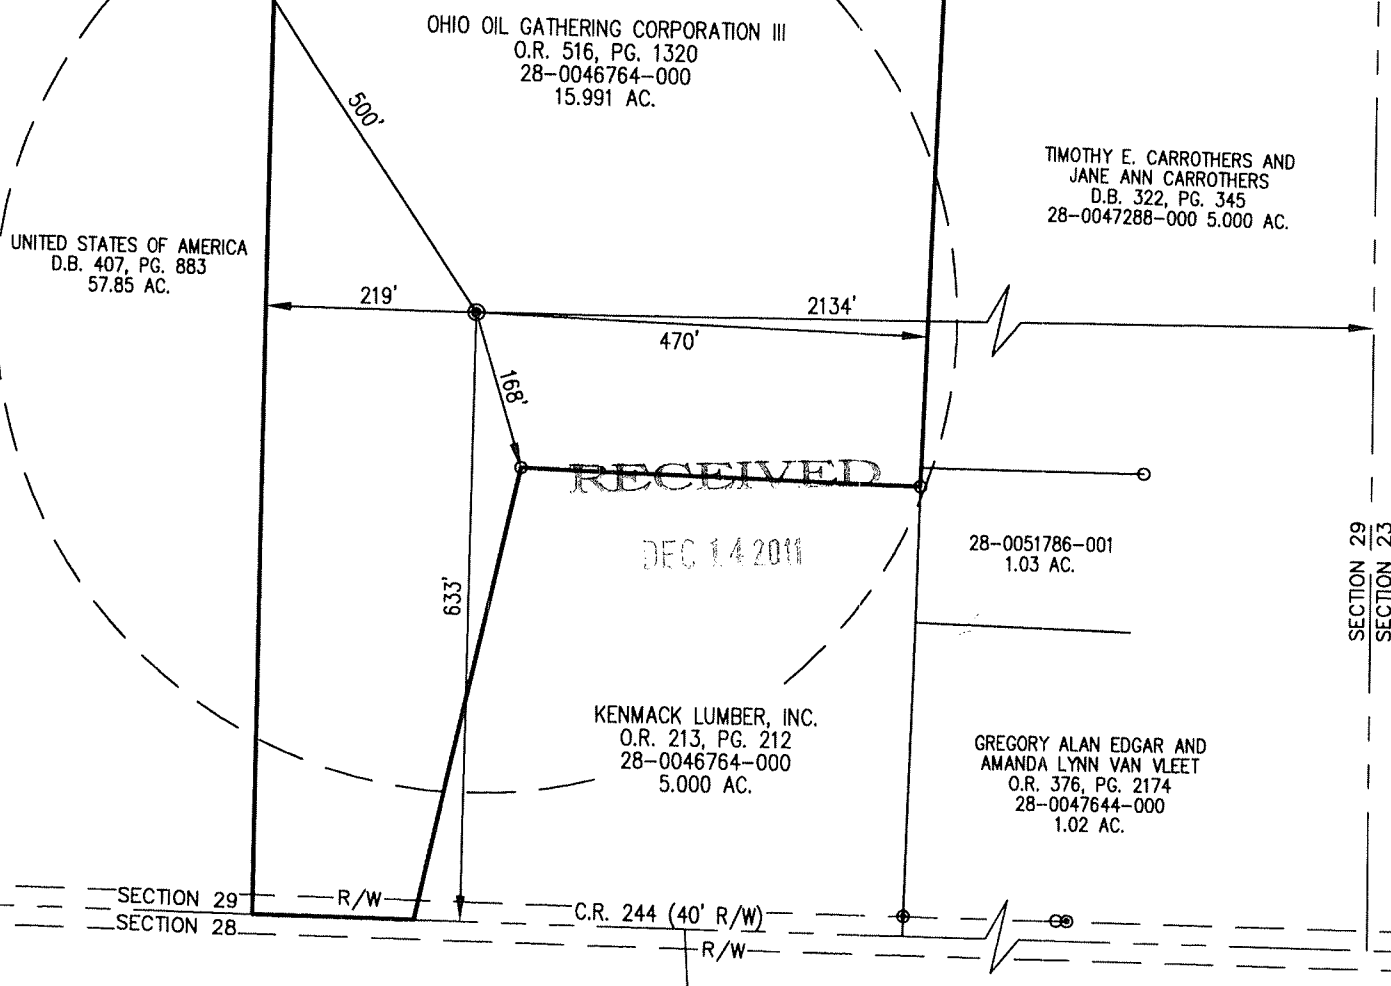 OHIO OIL GATHERING CORPORATION III
O.R. 516, PG. 1320
28-0046764-000
15.991 AC.
500'
TIMOTHY E. CARROTHERS AND
JANE ANN CARROTHERS
D.B. 322, PG. 345
28-0047288-000 5.000 AC.
UNITED STATES OF AMERICA
D.B. 407, PG. 883
57.85 AC.
219'
2134'
470'
168'
RECEIVED
DEC 14 2011
28-0051786-001
1.03 AC.
SECTION 29
SECTION 23
633'
KENMACK LUMBER, INC.
O.R. 213, PG. 212
28-0046764-000
5.000 AC.
GREGORY ALAN EDGAR AND
AMANDA LYNN VAN VLEET
O.R. 376, PG. 2174
28-0047644-000
1.02 AC.
SECTION 29
R/W
SECTION 28
C.R. 244 (40' R/W)
R/W